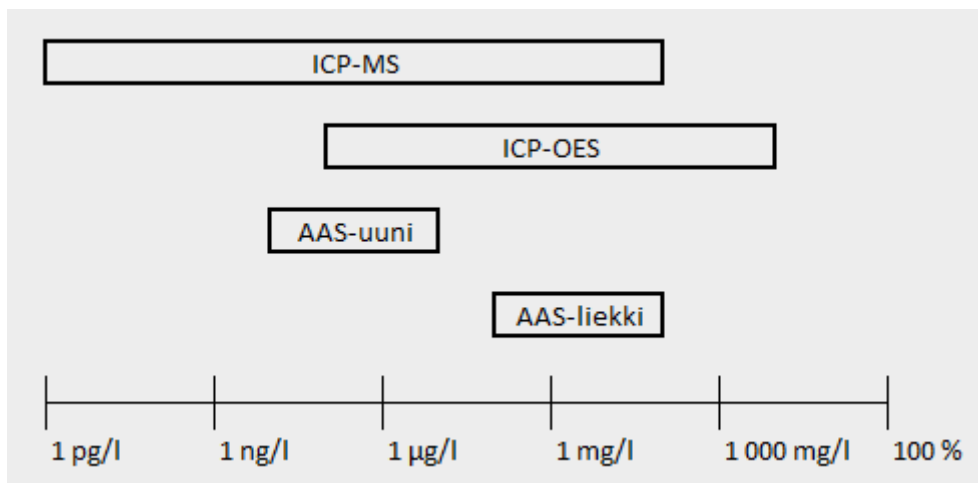 ICP-MS
ICP-OES
AAS-uuni
AAS-liekki
1 pg/l 1 ng/l 1 µg/l 1 mg/l 1 000 mg/l 100 %